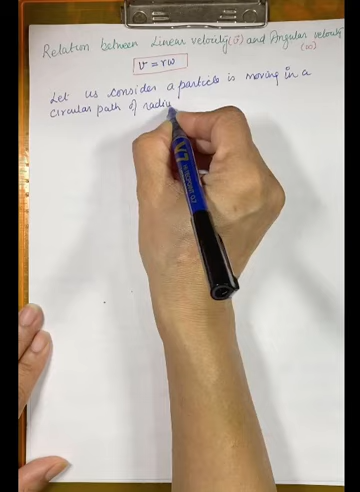 Relation between Linear velocity (v) and Angular velocity
(ω)
v = rω
Let us consider a particle is moving in a
circular path of radiu
V7